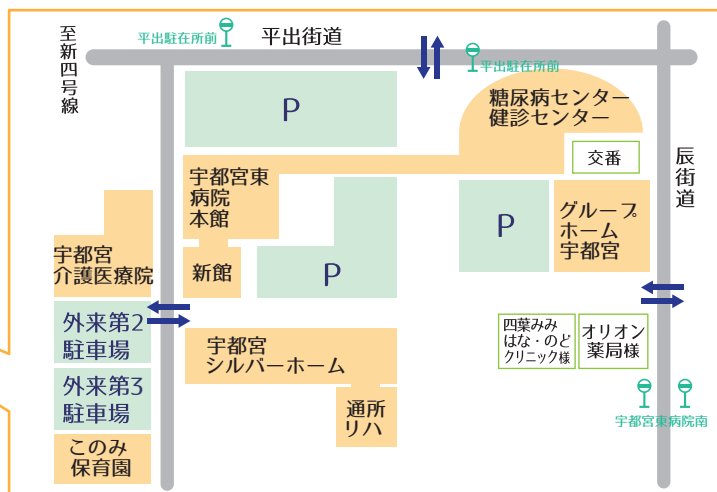 至新四号線
平出駐在所前
平出街道
平出駐在所前
P
糖尿病センター
健診センター
交番
辰街道
宇都宮東
病院
本館
P
グループ
ホーム
宇都宮
宇都宮
介護医療院
新館
P
外来第2
駐車場
四葉みみ
はな・のど
クリニック様
オリオン
薬局様
宇都宮
シルバーホーム
外来第3
駐車場
通所
リハ
宇都宮東病院南
このみ
保育園